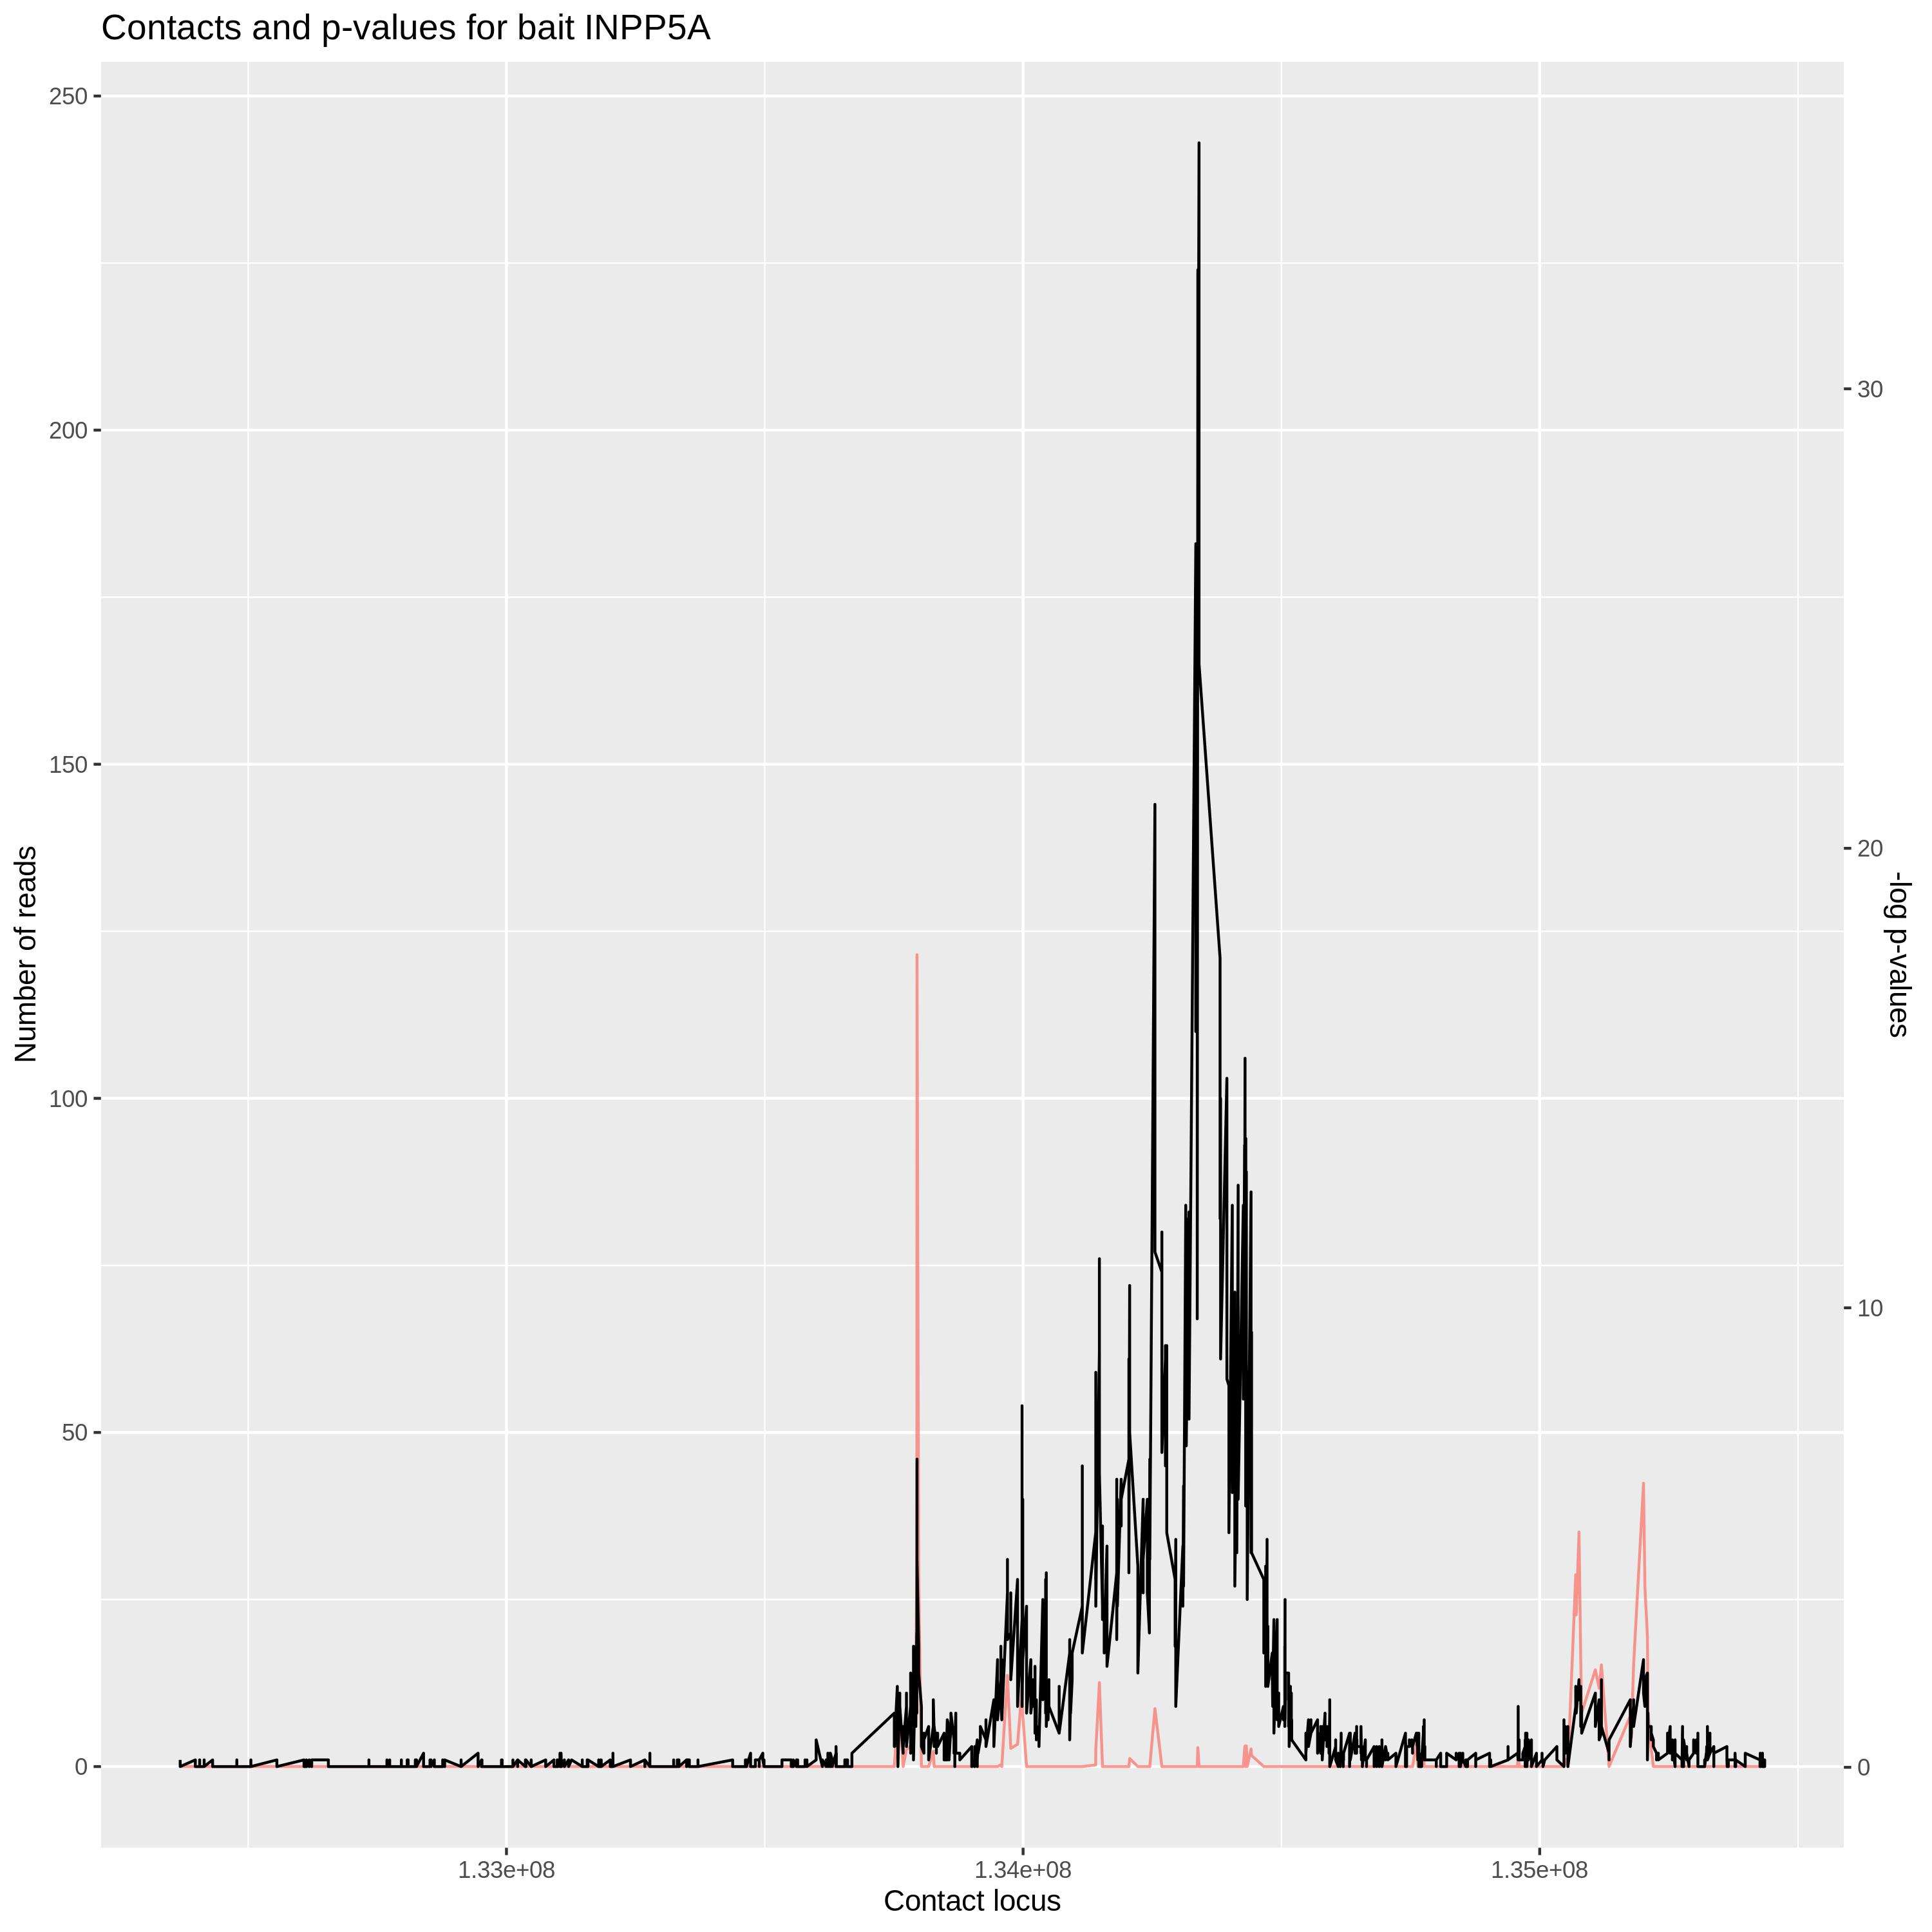 Contacts and p-values for bait INPP5A
250
200
150
100
50
0
Number of reads
30
20
10
0
-log p-values
1.33e+08
1.34e+08
1.35e+08
Contact locus